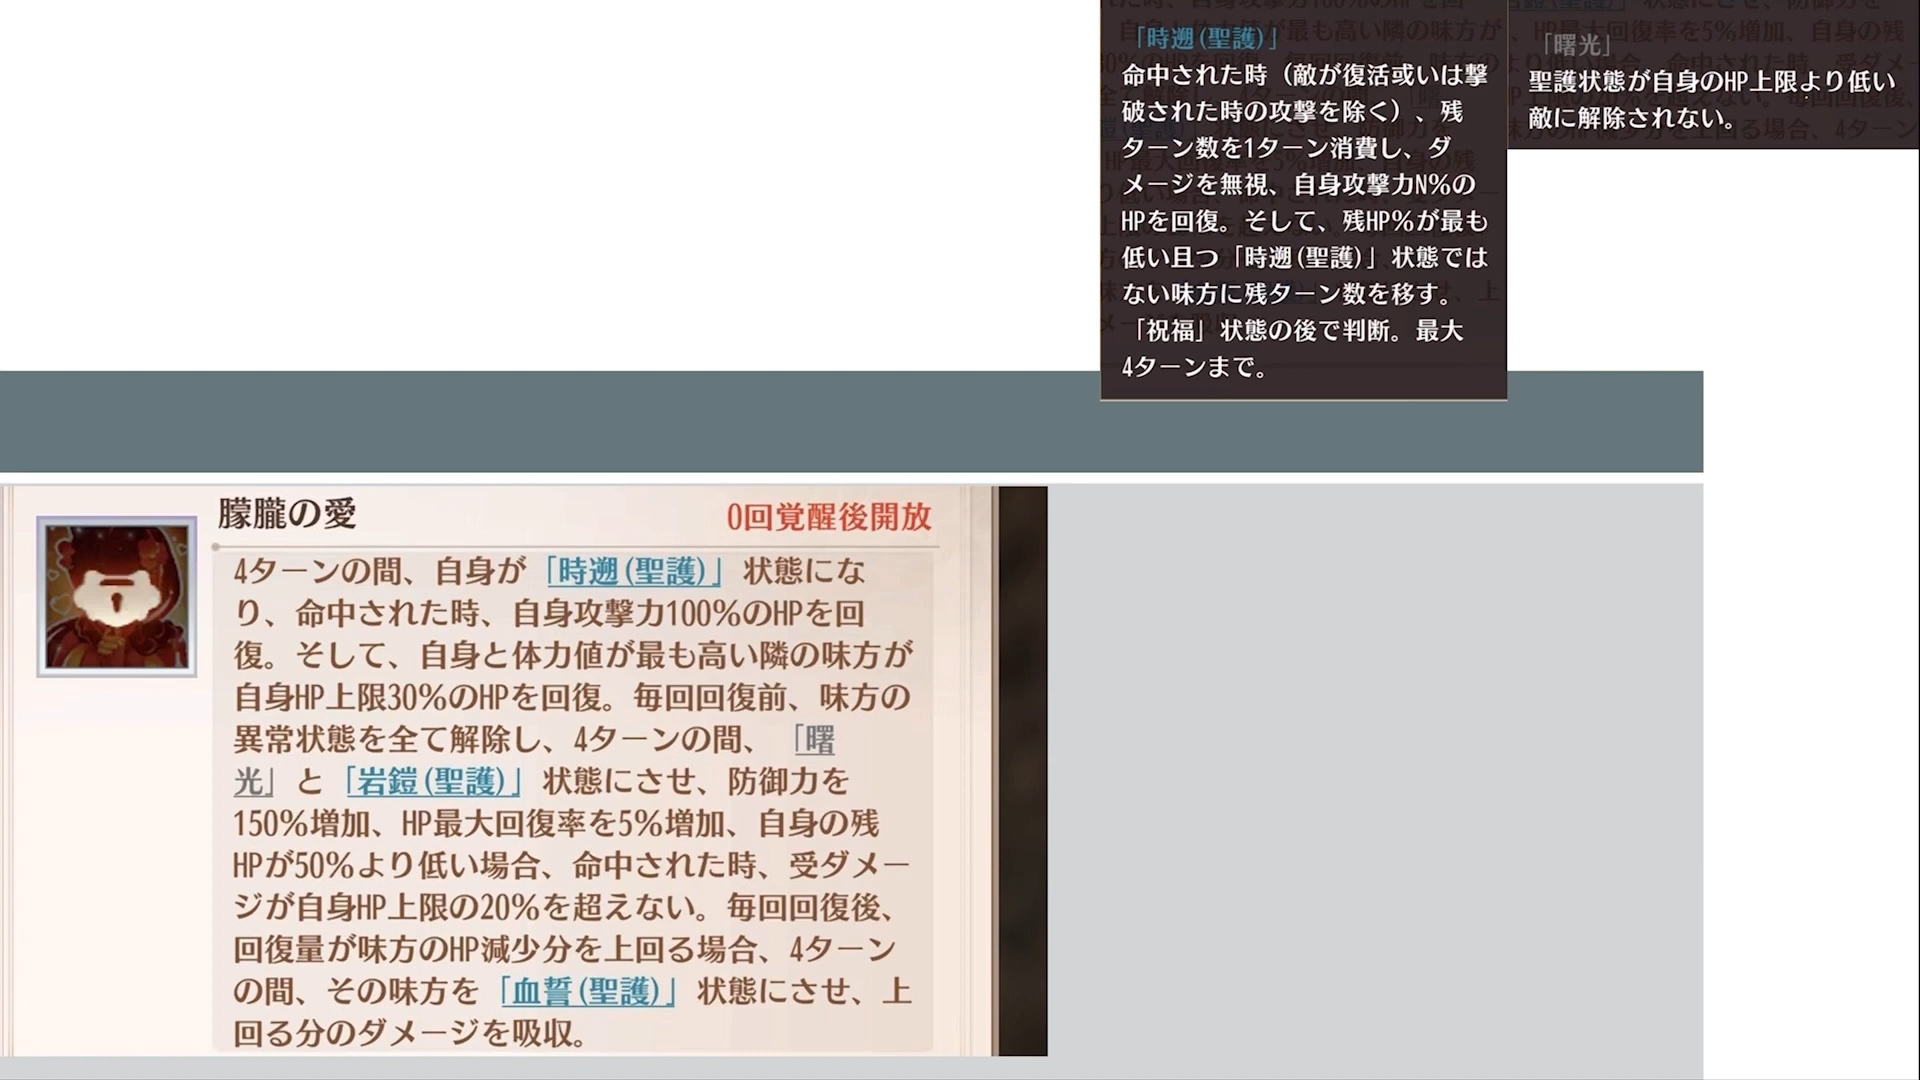 「時遡(聖護)」
命中された時（敵が復活或いは撃
破された時の攻撃を除く）、残
ターン数を1ターン消費し、ダ
メージを無視、自身攻撃力N%の
HPを回復。そして、残HP%が最も
低い且つ「時遡(聖護)」状態では
ない味方に残ターン数を移す。
「祝福」状態の後で判断。最大
4ターンまで。
「曙光」
聖護状態が自身のHP上限より低い
敵に解除されない。
朦朧の愛
0回覚醒後開放
4ターンの間、自身が「時遡(聖護)」状態にな
り、命中された時、自身攻撃力100%のHPを回
復。そして、自身と体力値が最も高い隣の味方が
自身HP上限30%のHPを回復。毎回回復前、味方の
異常状態を全て解除し、4ターンの間、「曙
光」と「岩鎧(聖護)」状態にさせ、防御力を
150%増加、HP最大回復率を5%増加、自身の残
HPが50%より低い場合、命中された時、受ダメー
ジが自身HP上限の20%を超えない。毎回回復後、
回復量が味方のHP減少分を上回る場合、4ターン
の間、その味方を「血誓(聖護)」状態にさせ、上
回る分のダメージを吸収。